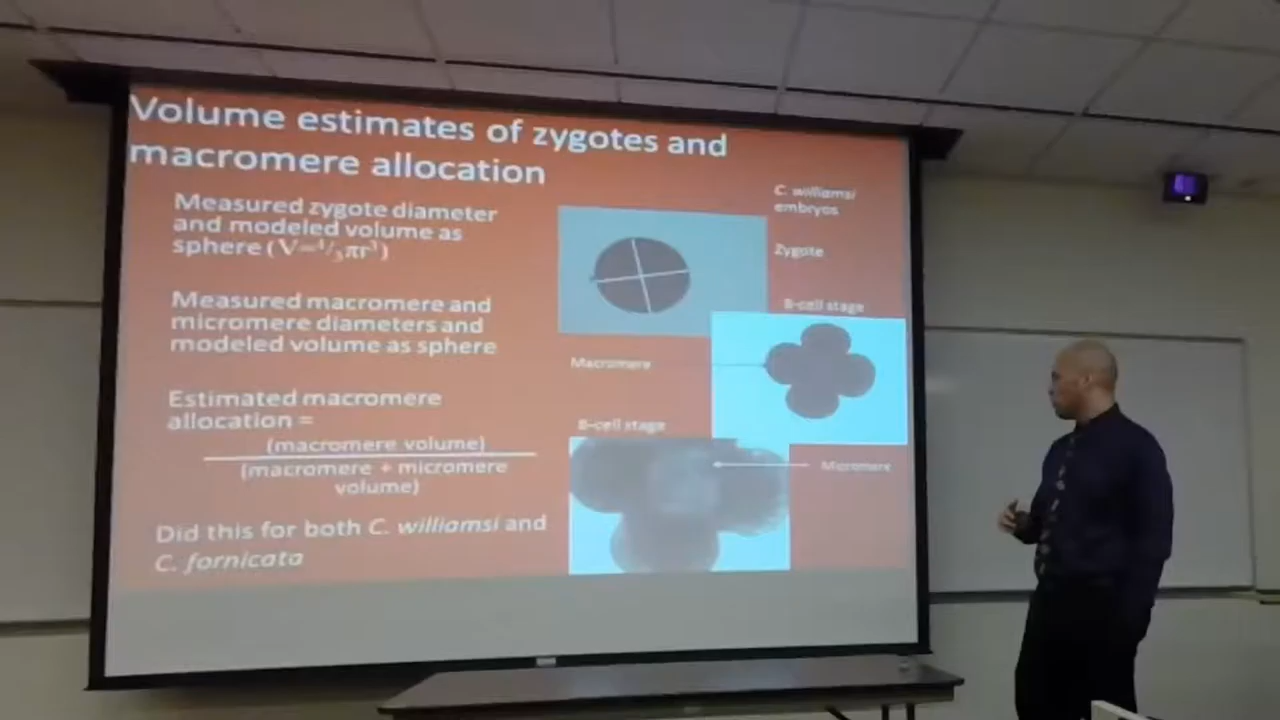 Volume estimates of zygotes and
macromere allocation
Measured zygote diameter
and modeled volume as
sphere (V=⁴/₃πr³)
Measured macromere and
micromere diameters and
modeled volume as sphere
Estimated macromere
allocation =
(macromere volume)
(macromere + micromere
volume)
Did this for both C. williamsi and
C. fornicata
C. williamsi
embryos
Zygote
8-cell stage
Macromere
8-cell stage
Micromere